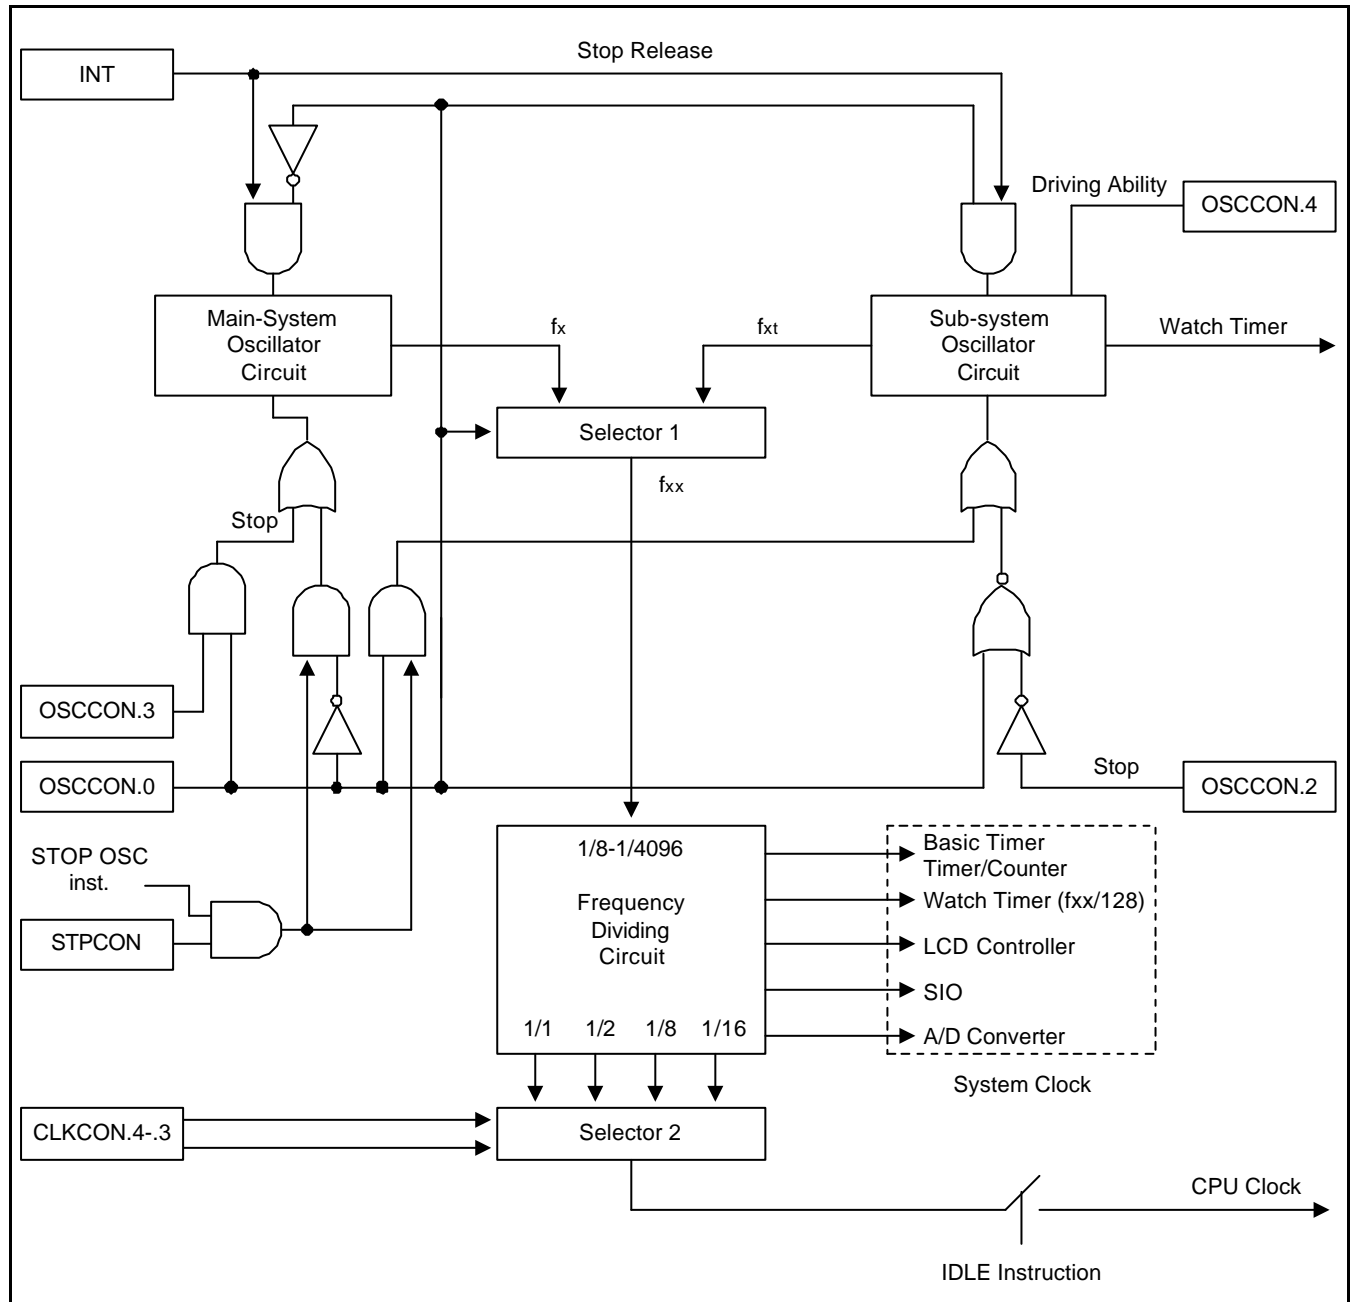 Stop Release
INT
Driving Ability
OSCCON.4
Main-System
Oscillator
Circuit
fx
fxt
Sub-system
Oscillator
Circuit
Watch Timer
Selector 1
fxx
Stop
OSCCON.3
OSCCON.0
Stop
OSCCON.2
STOP OSC
inst.
STPCON
1/8-1/4096
Frequency
Dividing
Circuit
1/1 1/2 1/8 1/16
Basic Timer
Timer/Counter
Watch Timer (fxx/128)
LCD Controller
SIO
A/D Converter
System Clock
CLKCON.4-.3
Selector 2
CPU Clock
IDLE Instruction